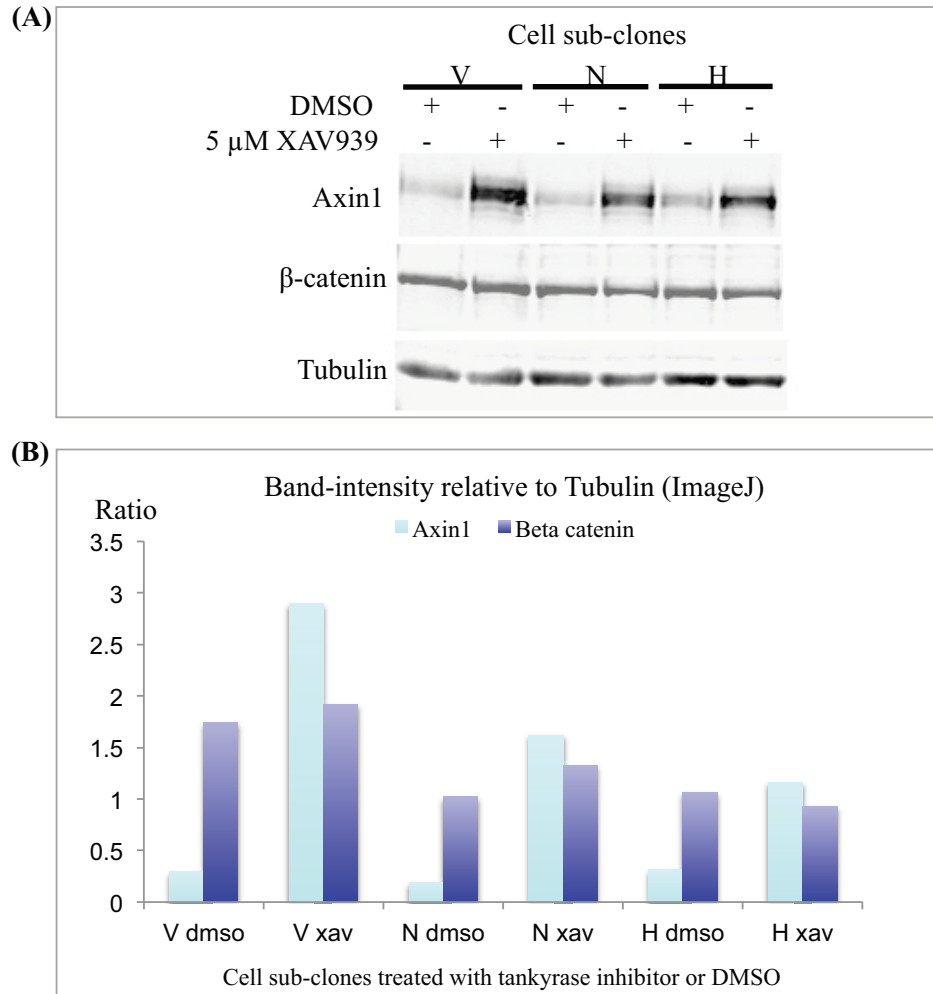 (A)
Cell sub-clones
V N H
DMSO + - + - + -
5 µM XAV939 - + - + - +
Axin1
β-catenin
Tubulin
(B)
Band-intensity relative to Tubulin (ImageJ)
Ratio
Axin1 Beta catenin
3.5
3
2.5
2
1.5
1
0.5
0
V dmso V xav N dmso N xav H dmso H xav
Cell sub-clones treated with tankyrase inhibitor or DMSO